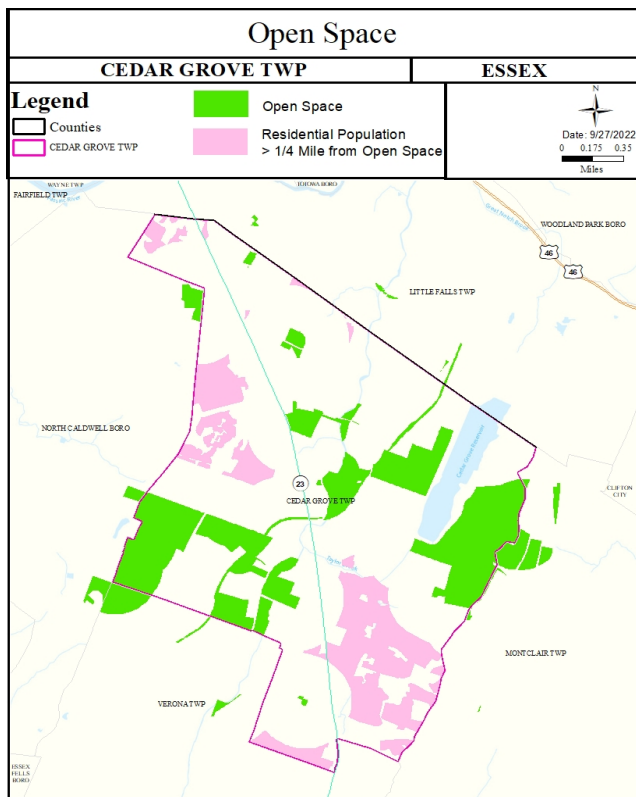 Open Space
CEDAR GROVE TWP
ESSEX
Legend
Counties
CEDAR GROVE TWP
Open Space
Residential Population
> 1/4 Mile from Open Space
N
Date: 9/27/2022
0 0.175 0.35
Miles
WAYNE TWP
FAIRFIELD TWP
TOTOWA BORO
WOODLAND PARK BORO
46
46
LITTLE FALLS TWP
NORTH CALDWELL BORO
Cedar Grove Reservoir
23
CEDAR GROVE TWP
CLIFTON
CITY
MONTCLAIR TWP
VERONA TWP
ESSEX
FELLS
BORO